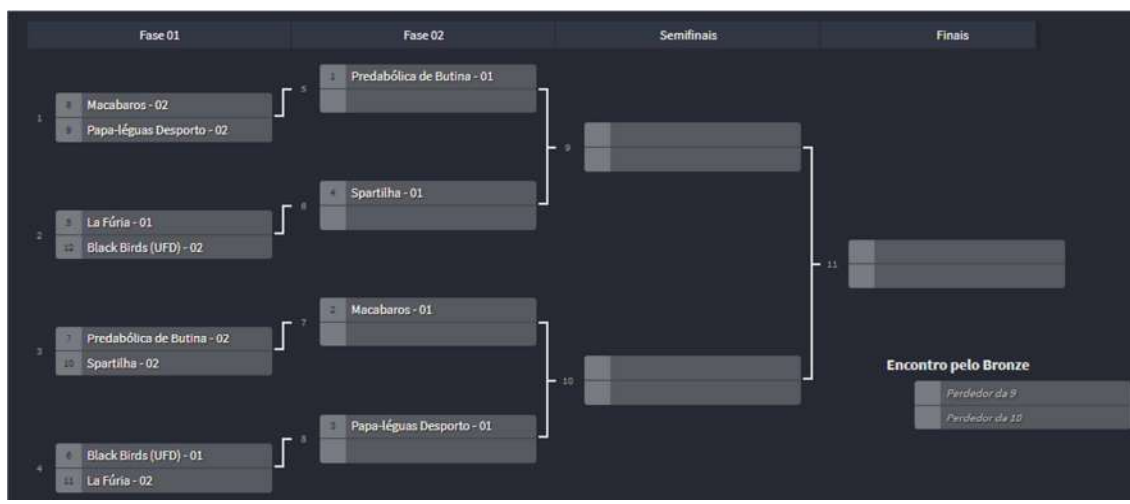 Fase 01
Fase 02
Semifinais
Finais
1
8 Macabaros - 02
9 Papa-léguas Desporto - 02
2
5 La Fúria - 01
12 Black Birds (UFD) - 02
3
7 Predabólica de Butina - 02
10 Spartilha - 02
4
6 Black Birds (UFD) - 01
11 La Fúria - 02
5
1 Predabólica de Butina - 01
6
4 Spartilha - 01
7
2 Macabaros - 01
8
3 Papa-léguas Desporto - 01
9
10
11
Encontro pelo Bronze
Perdedor da 9
Perdedor da 10